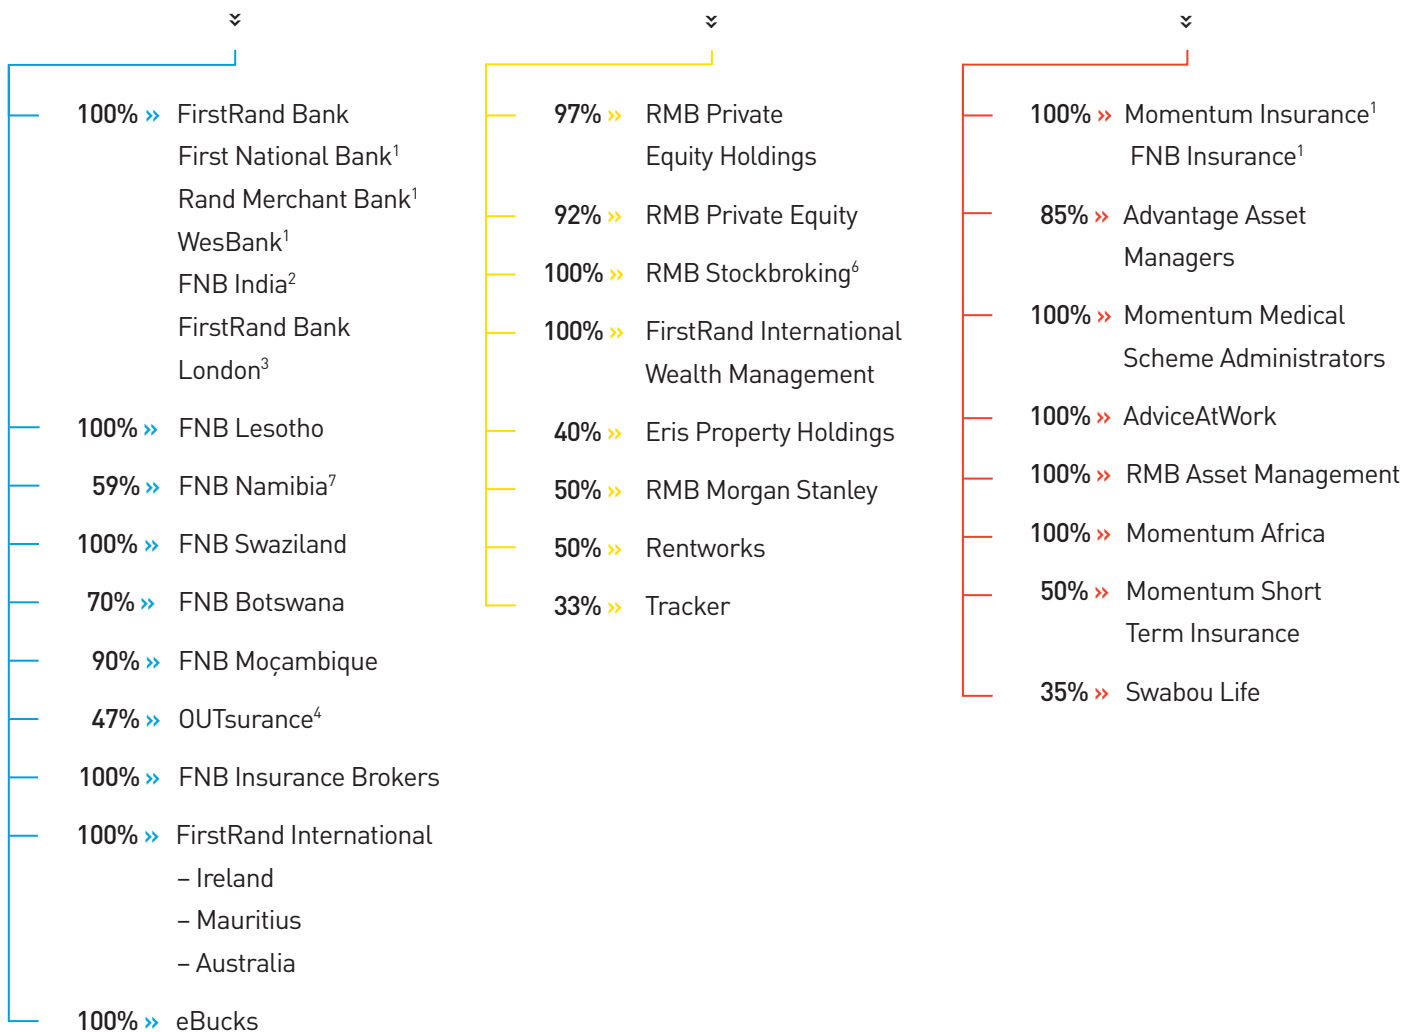 100% » FirstRand Bank
First National Bank¹
Rand Merchant Bank¹
WesBank¹
FNB India²
FirstRand Bank
London³
100% » FNB Lesotho
59% » FNB Namibia⁷
100% » FNB Swaziland
70% » FNB Botswana
90% » FNB Moçambique
47% » OUTsurance⁴
100% » FNB Insurance Brokers
100% » FirstRand International
– Ireland
– Mauritius
– Australia
100% » eBucks
97% » RMB Private
Equity Holdings
92% » RMB Private Equity
100% » RMB Stockbroking⁶
100% » FirstRand International
Wealth Management
40% » Eris Property Holdings
50% » RMB Morgan Stanley
50% » Rentworks
33% » Tracker
100% » Momentum Insurance¹
FNB Insurance¹
85% » Advantage Asset
Managers
100% » Momentum Medical
Scheme Administrators
100% » AdviceAtWork
100% » RMB Asset Management
100% » Momentum Africa
50% » Momentum Short
Term Insurance
35% » Swabou Life